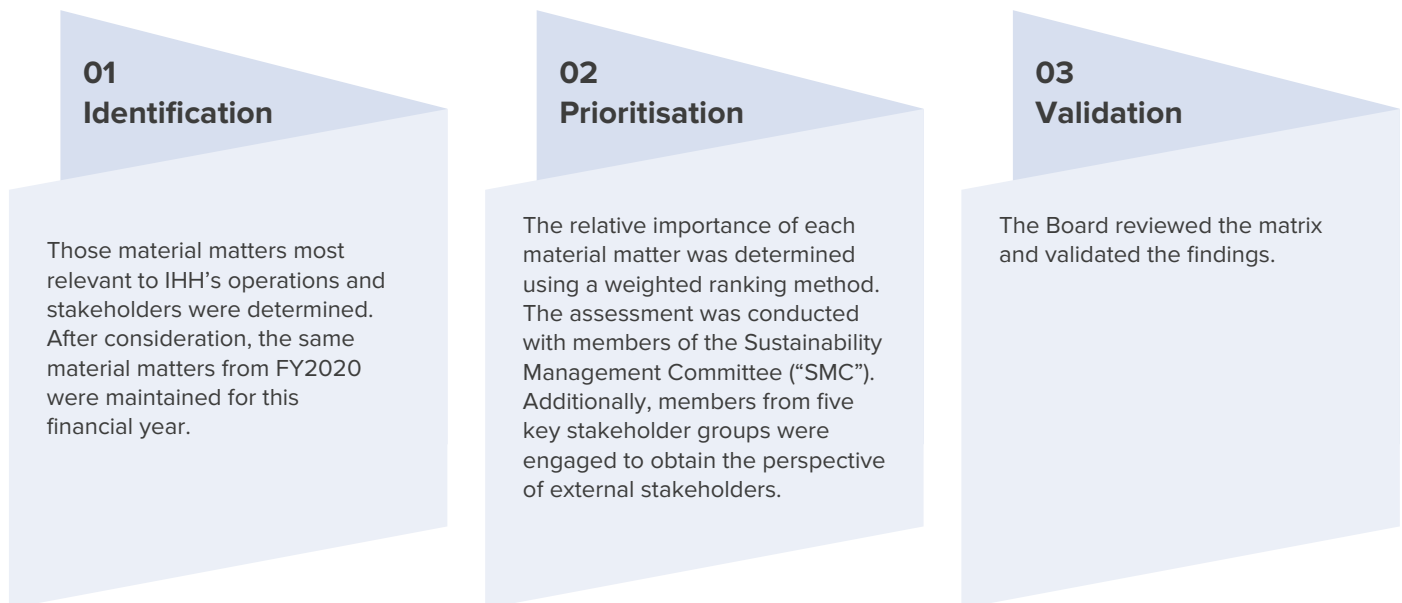 01
Identification
Those material matters most
relevant to IHH’s operations and
stakeholders were determined.
After consideration, the same
material matters from FY2020
were maintained for this
financial year.
02
Prioritisation
The relative importance of each
material matter was determined
using a weighted ranking method.
The assessment was conducted
with members of the Sustainability
Management Committee (“SMC”).
Additionally, members from five
key stakeholder groups were
engaged to obtain the perspective
of external stakeholders.
03
Validation
The Board reviewed the matrix
and validated the findings.